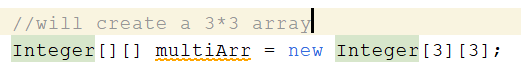 //will create a 3*3 array
Integer[][] multiArr = new Integer[3][3];